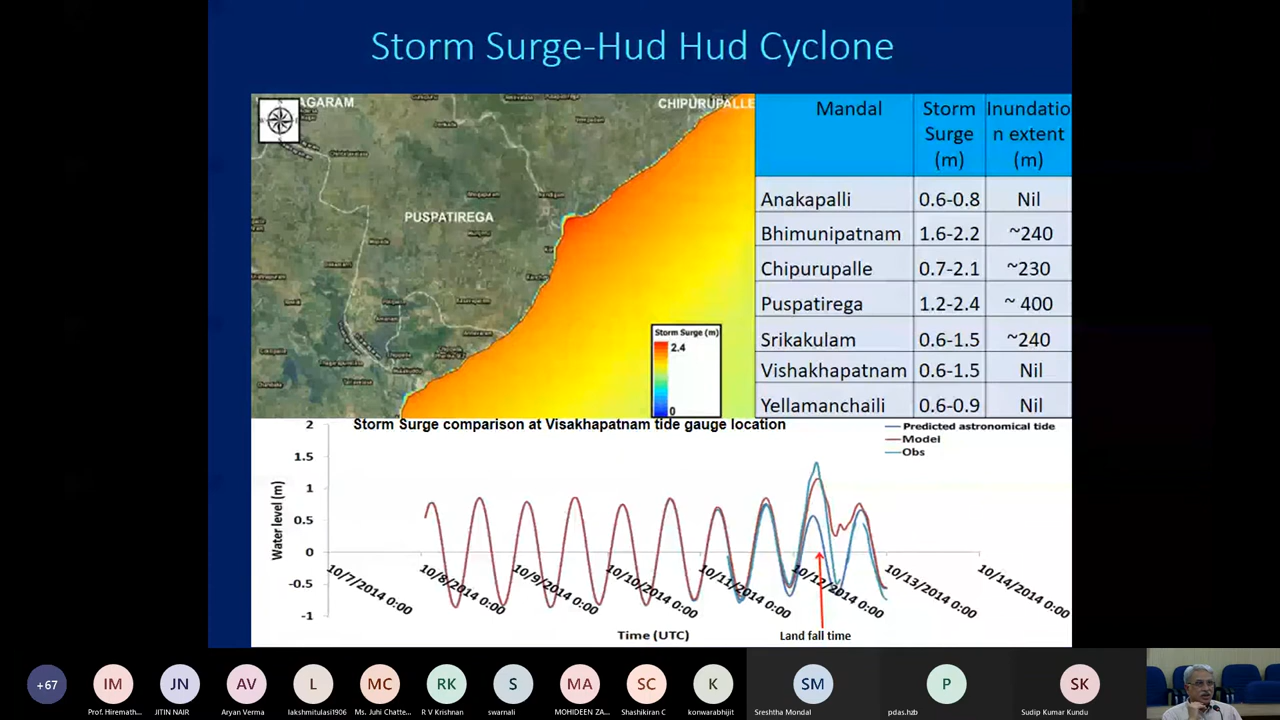 Storm Surge-Hud Hud Cyclone
AGARAM
CHIPURUPALLE
PUSPATIREGA
Storm Surge (m)
2.4
0
Mandal Storm Surge (m) Inundatio n extent (m)
Anakapalli 0.6-0.8 Nil
Bhimunipatnam 1.6-2.2 ~240
Chipurupalle 0.7-2.1 ~230
Puspatirega 1.2-2.4 ~ 400
Srikakulam 0.6-1.5 ~240
Vishakhapatnam 0.6-1.5 Nil
Yellamanchaili 0.6-0.9 Nil
Storm Surge comparison at Visakhapatnam tide gauge location
Predicted astronomical tide
Model
Obs
Water level (m)
2
1.5
1
0.5
0
-0.5
-1
10/7/2014 0:00
10/8/2014 0:00
10/9/2014 0:00
10/10/2014 0:00
10/11/2014 0:00
10/12/2014 0:00
10/13/2014 0:00
10/14/2014 0:00
Time (UTC)
Land fall time
+67 IM JN AV L MC RK S MA SC K SM P SK
Prof. Hiremath... JITIN NAIR Aryan Verma lakshmitulasi1906 Ms. Juhi Chatte... R V Krishnan swarnali MOHIDEEN ZA... Shashikiran C konwarabhijit Sreshtha Mondal pdas.hzb Sudip Kumar Kundu